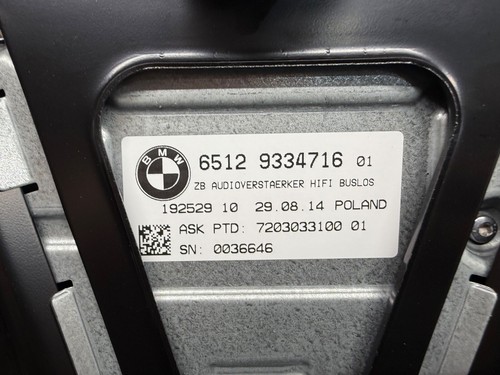 BMW
6512 9334716 01
ZB AUDIOVERSTAERKER HIFI BUSLOS
192529 10 29.08.14 POLAND
ASK PTD: 7203033100 01
SN: 0036646